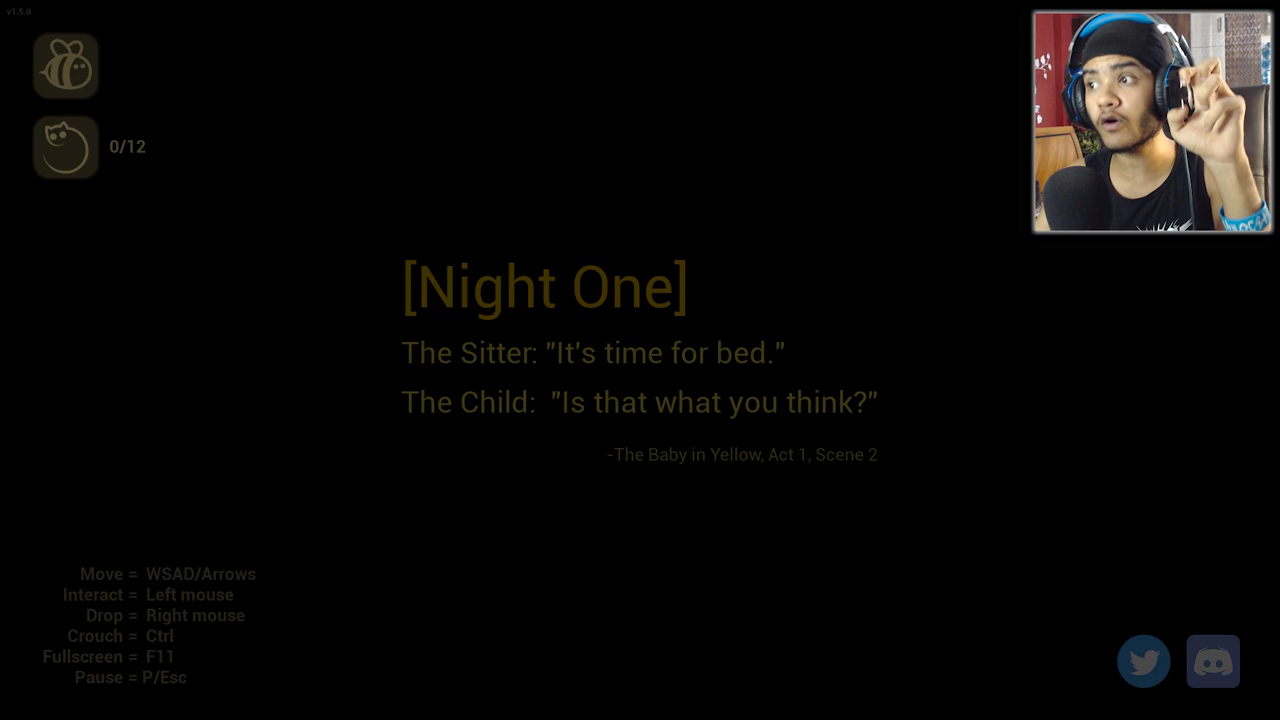 v1.5.0
0/12
[Night One]
The Sitter: "It's time for bed."
The Child: "Is that what you think?"
-The Baby in Yellow, Act 1, Scene 2
Move = WSAD/Arrows
Interact = Left mouse
Drop = Right mouse
Crouch = Ctrl
Fullscreen = F11
Pause = P/Esc